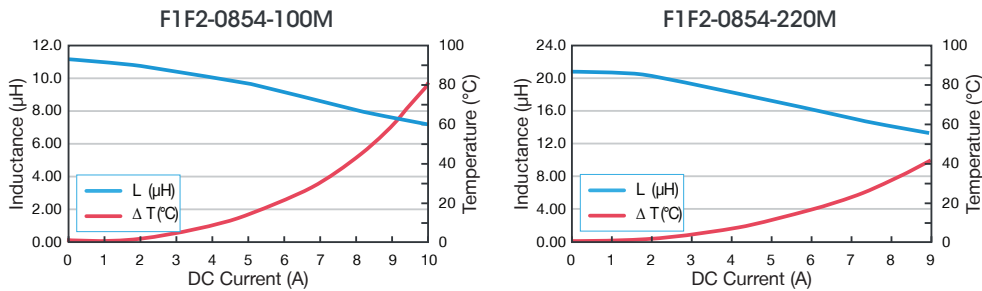 F1F2-0854-100M
12.0
10.0
8.00
6.00
4.00
2.00
0.00
Inductance (µH)
100
80
60
40
20
0
Temperature (°C)
L (µH)
Δ T(°C)
0 1 2 3 4 5 6 7 8 9 10
DC Current (A)
F1F2-0854-220M
24.0
20.0
16.0
12.0
8.00
4.00
0.00
Inductance (µH)
100
80
60
40
20
0
Temperature (°C)
L (µH)
Δ T(°C)
0 1 2 3 4 5 6 7 8 9
DC Current (A)